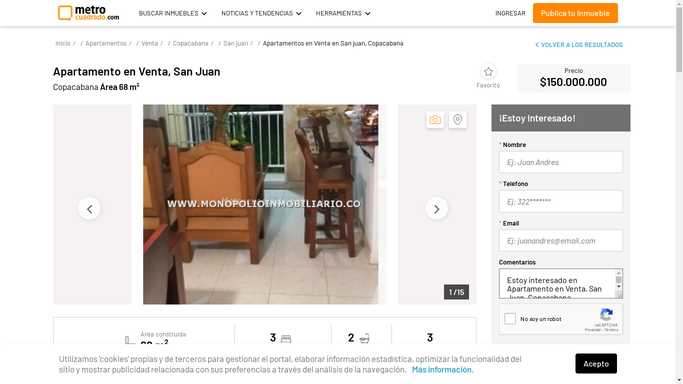 metro
cuadrado.com
BUSCAR INMUEBLES
NOTICIAS Y TENDENCIAS
HERRAMIENTAS
INGRESAR
Publica tu Inmueble
Inicio / / Apartamentos / / Venta / / Copacabana / / San juan / / Apartamentos en Venta en San juan, Copacabana
VOLVER A LOS RESULTADOS
Apartamento en Venta, San Juan
Copacabana Área 68 m²
Favorito
Precio
$150.000.000
WWW.MONOPOLIOINMOBILIARIO.CO
1 /15
¡Estoy Interesado!
* Nombre
Ej: Juan Andres
* Telefono
Ej: 322*******
* Email
Ej: juanandres@email.com
Comentarios
Estoy interesado en
Apartamento en Venta, San
Juan, Copacabana
No soy un robot
reCAPTCHA
Privacidad - Términos
Área construida
68 m²
3
2
3
Utilizamos 'cookies' propias y de terceros para gestionar el portal, elaborar información estadística, optimizar la funcionalidad del
sitio y mostrar publicidad relacionada con sus preferencias a través del análisis de la navegación. Más información.
Acepto